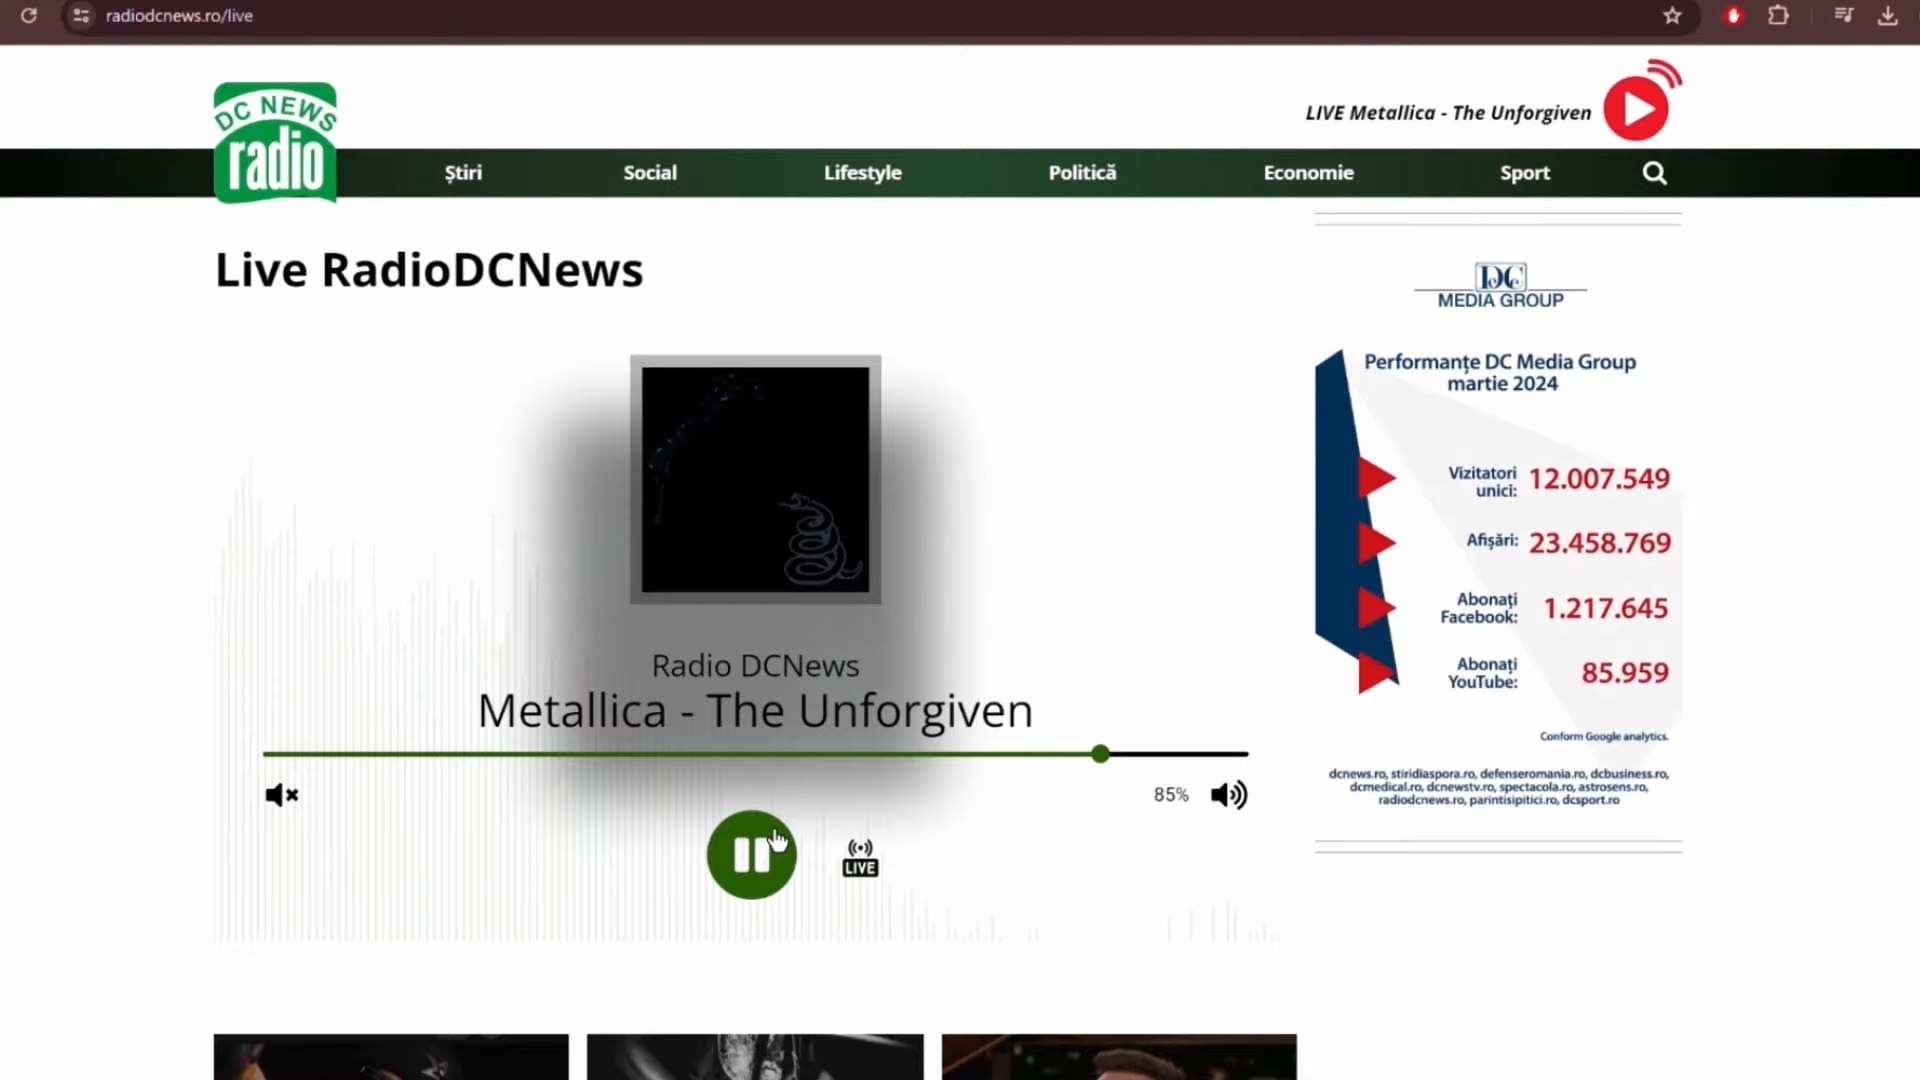 radiodcnews.ro/live
DC NEWS
radio
LIVE Metallica - The Unforgiven
Știri
Social
Lifestyle
Politică
Economie
Sport
Live RadioDCNews
Radio DCNews
Metallica - The Unforgiven
85%
LIVE
DC
MEDIA GROUP
Performanțe DC Media Group
martie 2024
Vizitatori
unici:
12.007.549
Afișări:
23.458.769
Abonați
Facebook:
1.217.645
Abonați
YouTube:
85.959
Conform Google analytics.
dcnews.ro, stiridiaspora.ro, defenseromania.ro, dcbusiness.ro,
dcmedical.ro, dcnewstv.ro, spectacola.ro, astrosens.ro,
radiodcnews.ro, parintisipitici.ro, dcsport.ro